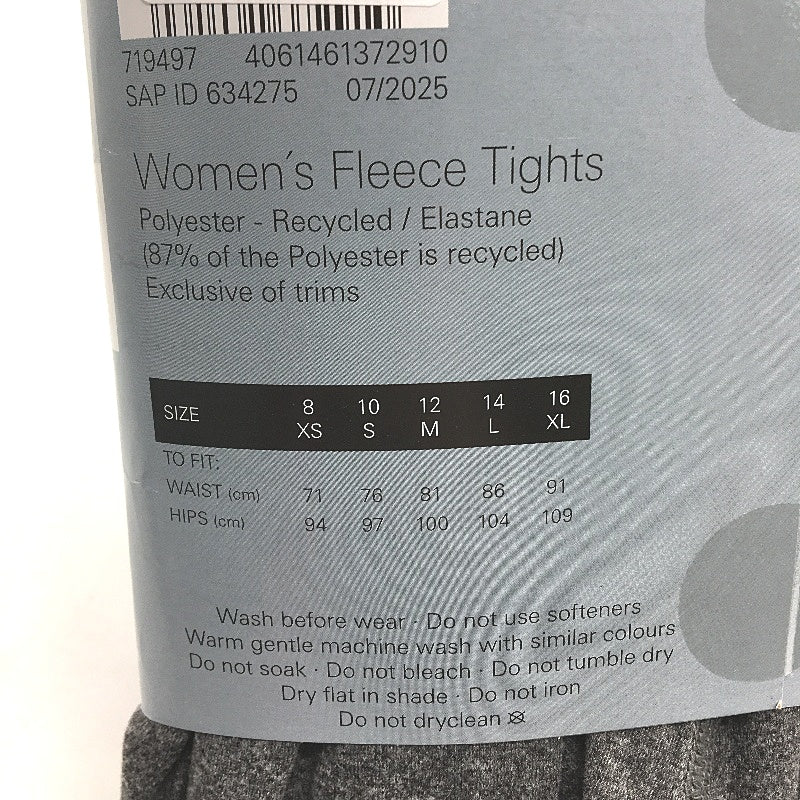 719497 4061461372910
SAP ID 634275 07/2025
Women's Fleece Tights
Polyester - Recycled / Elastane
(87% of the Polyester is recycled)
Exclusive of trims
SIZE 8 10 12 14 16
XS S M L XL
TO FIT:
WAIST (cm) 71 76 81 86 91
HIPS (cm) 94 97 100 104 109
Wash before wear · Do not use softeners
Warm gentle machine wash with similar colours
Do not soak · Do not bleach · Do not tumble dry
Dry flat in shade · Do not iron
Do not dryclean